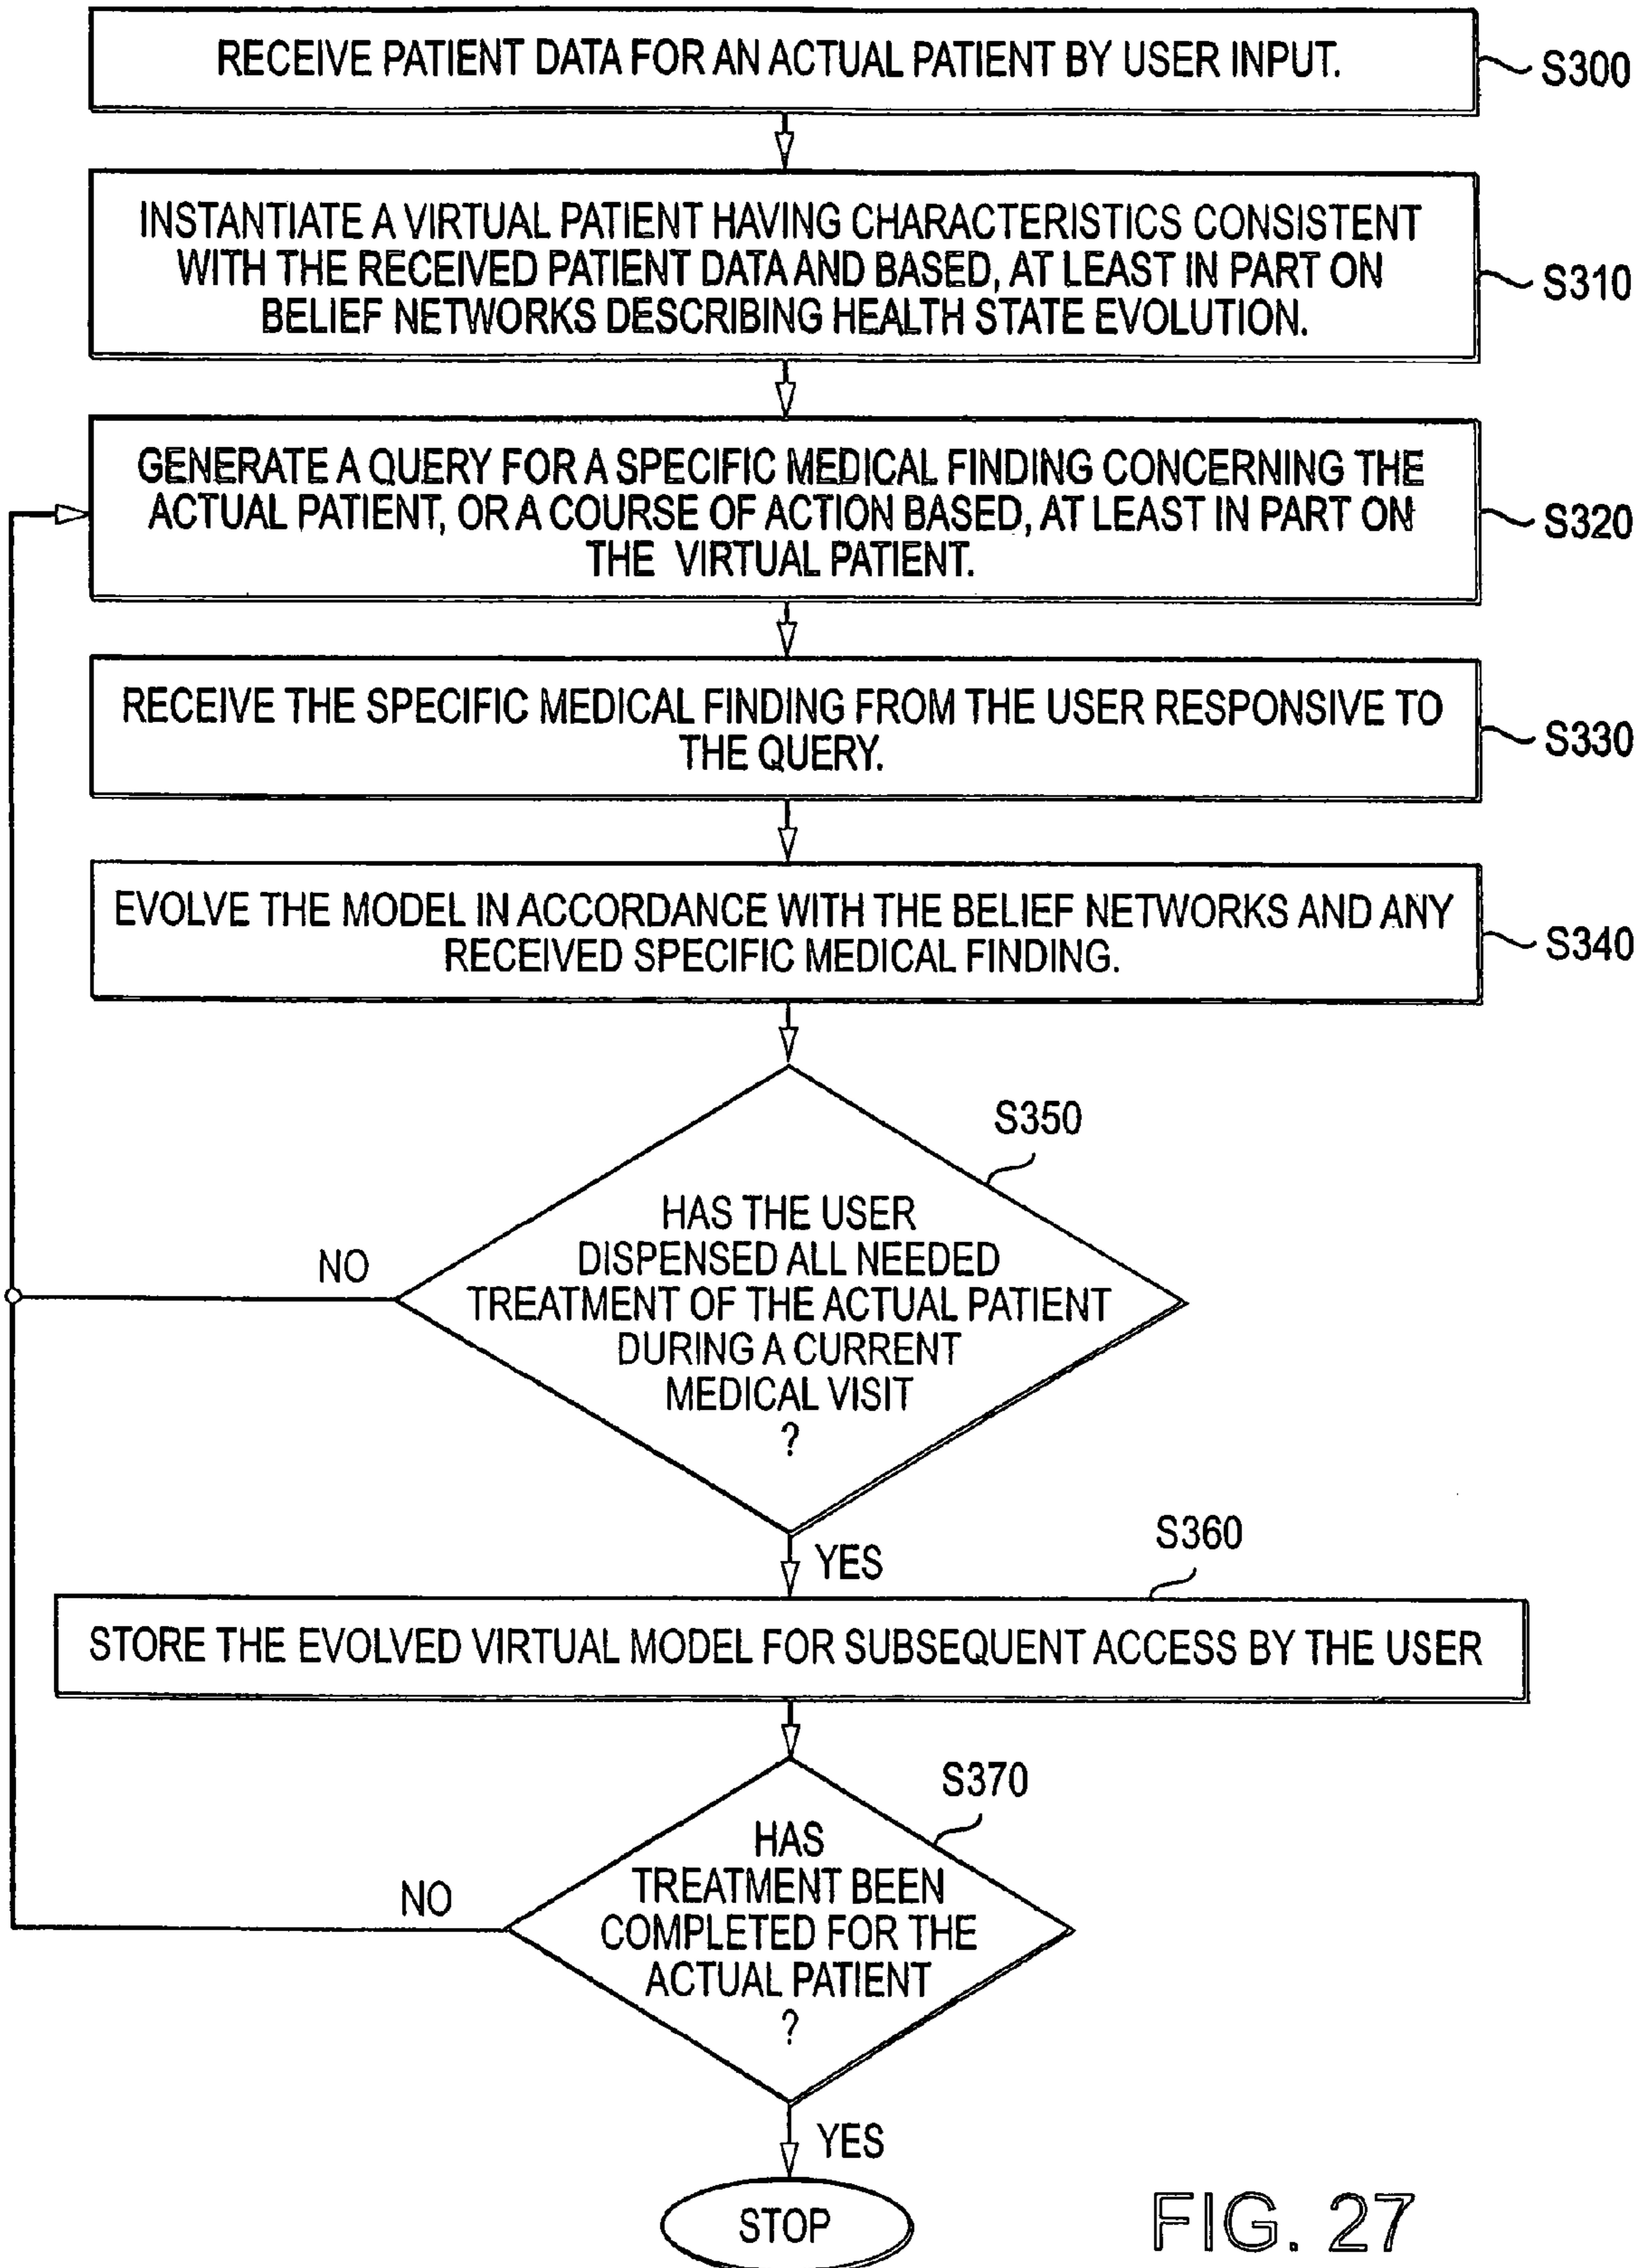 RECEIVE PATIENT DATA FOR AN ACTUAL PATIENT BY USER INPUT.
S300
INSTANTIATE A VIRTUAL PATIENT HAVING CHARACTERISTICS CONSISTENT
WITH THE RECEIVED PATIENT DATA AND BASED, AT LEAST IN PART ON
BELIEF NETWORKS DESCRIBING HEALTH STATE EVOLUTION.
S310
GENERATE A QUERY FOR A SPECIFIC MEDICAL FINDING CONCERNING THE
ACTUAL PATIENT, OR A COURSE OF ACTION BASED, AT LEAST IN PART ON
THE VIRTUAL PATIENT.
S320
RECEIVE THE SPECIFIC MEDICAL FINDING FROM THE USER RESPONSIVE TO
THE QUERY.
S330
EVOLVE THE MODEL IN ACCORDANCE WITH THE BELIEF NETWORKS AND ANY
RECEIVED SPECIFIC MEDICAL FINDING.
S340
S350
HAS THE USER
DISPENSED ALL NEEDED
TREATMENT OF THE ACTUAL PATIENT
DURING A CURRENT
MEDICAL VISIT
?
NO
YES
S360
STORE THE EVOLVED VIRTUAL MODEL FOR SUBSEQUENT ACCESS BY THE USER
S370
HAS
TREATMENT BEEN
COMPLETED FOR THE
ACTUAL PATIENT
?
NO
YES
STOP
FIG. 27